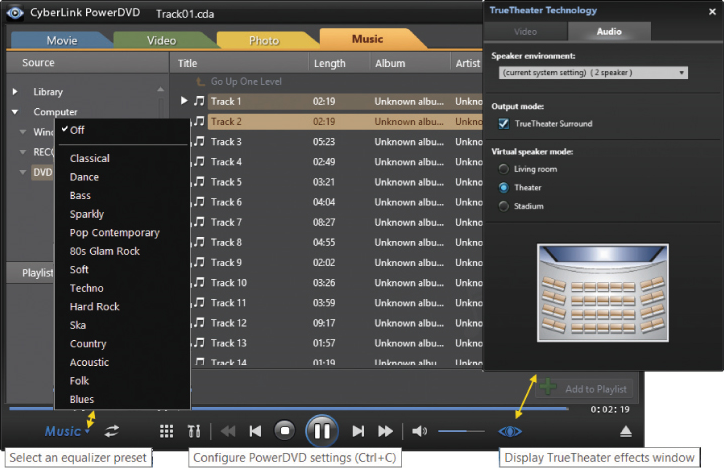 CyberLink PowerDVD Track01.cda
Movie Video Photo Music
Source Title Length Album Artist
Go Up One Level
Library
Computer
Wind
RECO
DVD
Playlist
Track 1 02:19 Unknown albu... Unkno
Track 2 02:19 Unknown albu... Unkno
Track 3 05:23 Unknown albu... Unkno
Track 4 02:49 Unknown albu... Unkno
Track 5 03:21 Unknown albu... Unkno
Track 6 04:04 Unknown albu... Unkno
Track 7 08:27 Unknown albu... Unkno
Track 8 04:55 Unknown albu... Unkno
Track 9 02:02 Unknown albu... Unkno
Track 10 03:26 Unknown albu... Unkno
Track 11 03:59 Unknown albu... Unkno
Track 12 09:17 Unknown albu... Unkno
Track 13 01:57 Unknown albu... Unkno
Track 14 01:19 Unknown albu... Unkno
Off
Classical
Dance
Bass
Sparkly
Pop Contemporary
80s Glam Rock
Soft
Techno
Hard Rock
Ska
Country
Acoustic
Folk
Blues
TrueTheater Technology
Video Audio
Speaker environment:
(current system setting) ( 2 speaker )
Output mode:
TrueTheater Surround
Virtual speaker mode:
Living room
Theater
Stadium
Add to Playlist
0:02:19
Music
Select an equalizer preset
Configure PowerDVD settings (Ctrl+C)
Display TrueTheater effects window